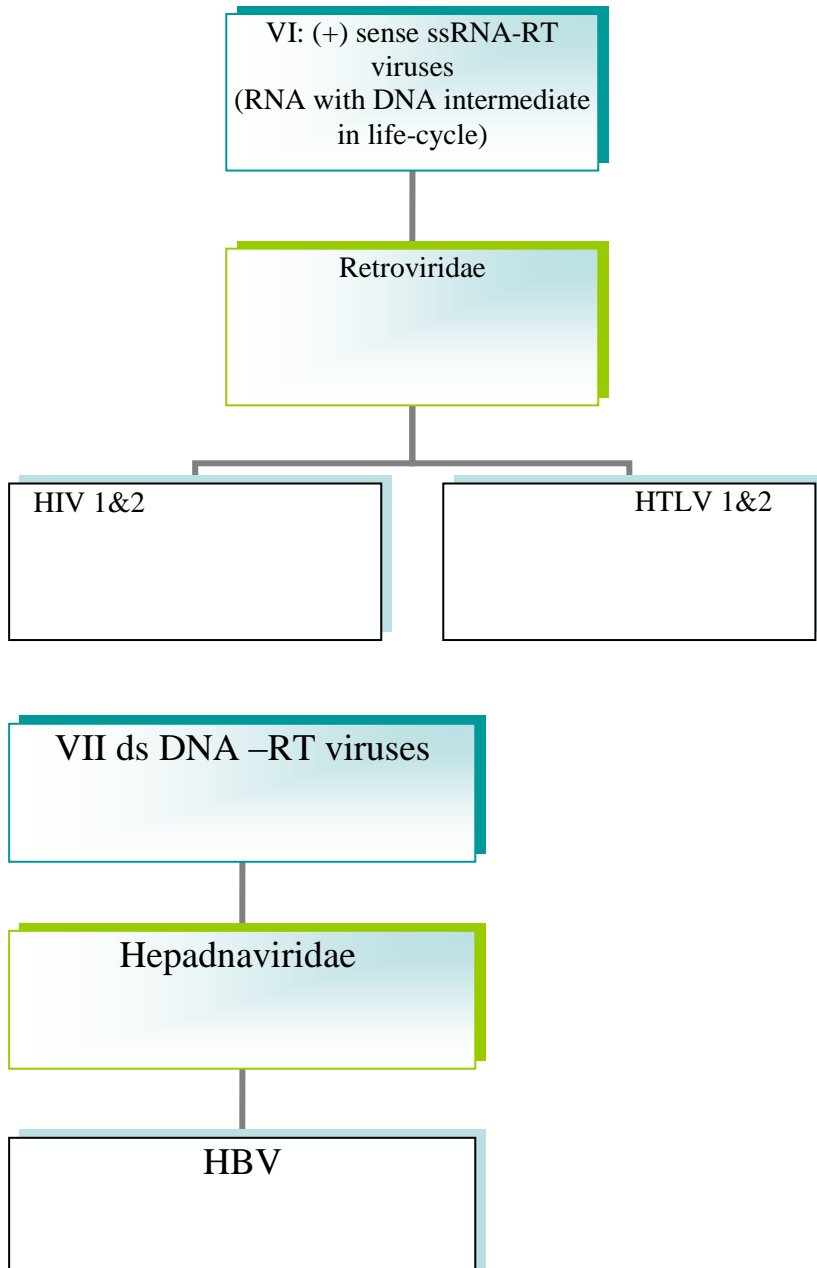 VI: (+) sense ssRNA-RT
viruses
(RNA with DNA intermediate
in life-cycle)
Retroviridae
HIV 1&2
HTLV 1&2
VII ds DNA –RT viruses
Hepadnaviridae
HBV